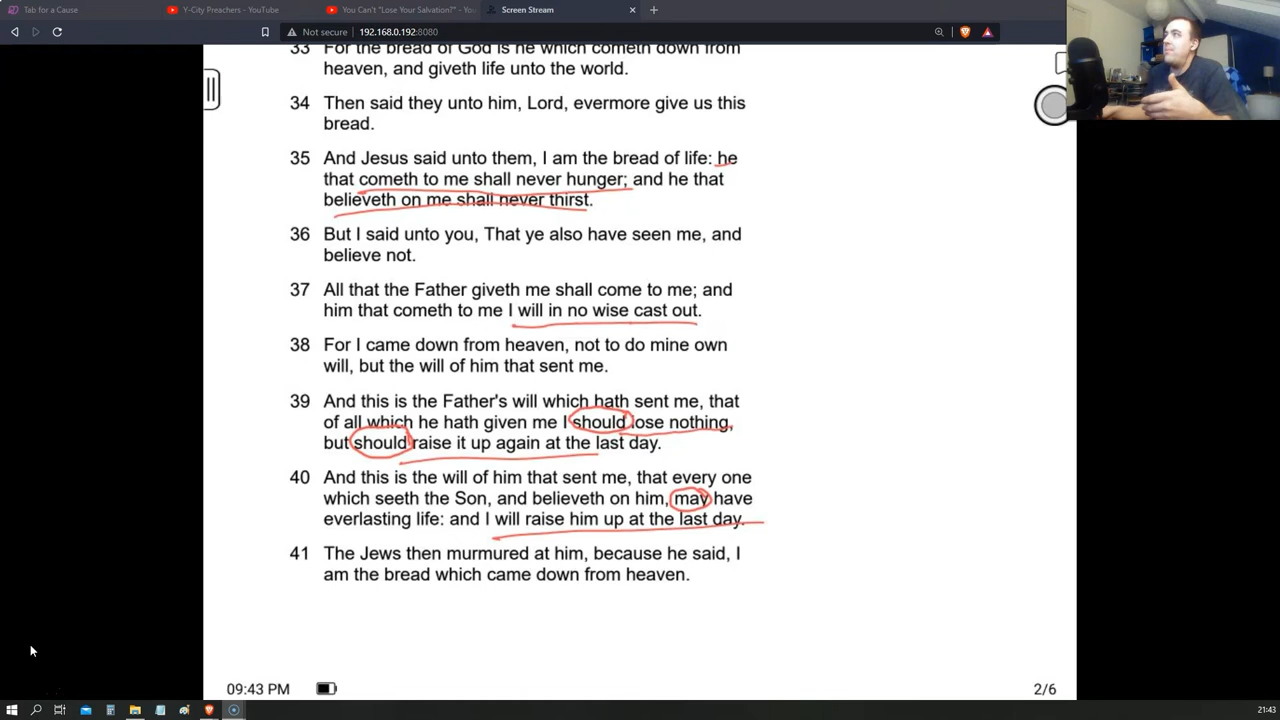 Tab for a Cause
Y-City Preachers - YouTube
You Can't "Lose Your Salvation?" - You
Screen Stream
Not secure
192.168.0.192:8080
33 For the bread of God is he which cometh down from
heaven, and giveth life unto the world.
34 Then said they unto him, Lord, evermore give us this
bread.
35 And Jesus said unto them, I am the bread of life: he
that cometh to me shall never hunger; and he that
believeth on me shall never thirst.
36 But I said unto you, That ye also have seen me, and
believe not.
37 All that the Father giveth me shall come to me; and
him that cometh to me I will in no wise cast out.
38 For I came down from heaven, not to do mine own
will, but the will of him that sent me.
39 And this is the Father's will which hath sent me, that
of all which he hath given me I should lose nothing,
but should raise it up again at the last day.
40 And this is the will of him that sent me, that every one
which seeth the Son, and believeth on him, may have
everlasting life: and I will raise him up at the last day.
41 The Jews then murmured at him, because he said, I
am the bread which came down from heaven.
09:43 PM
2/6
21:43